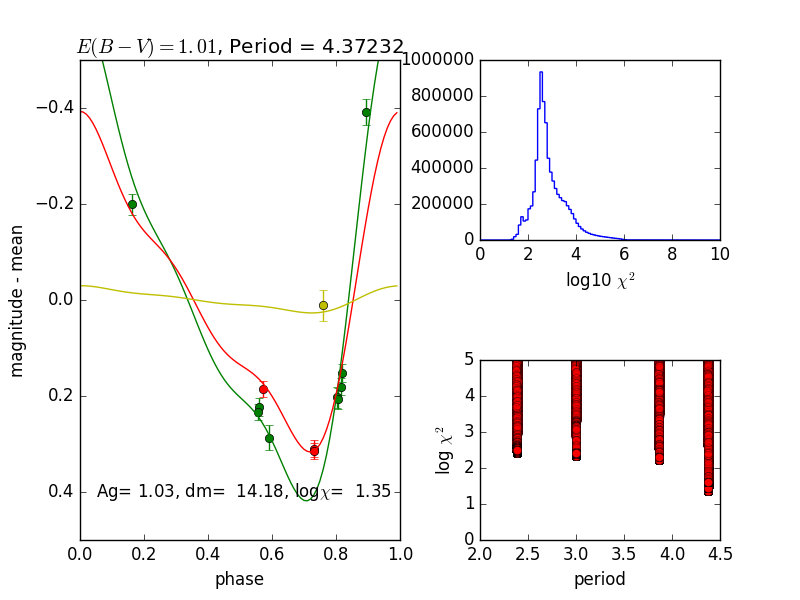 E(B − V) = 1.01, Period = 4.37232
magnitude - mean
−0.4
−0.2
0.0
0.2
0.4
Ag= 1.03, dm= 14.18, logχ= 1.35
0.0 0.2 0.4 0.6 0.8 1.0
phase
1000000
800000
600000
400000
200000
0
0 2 4 6 8 10
log10 χ²
log χ²
5
4
3
2
1
0
2.0 2.5 3.0 3.5 4.0 4.5
period